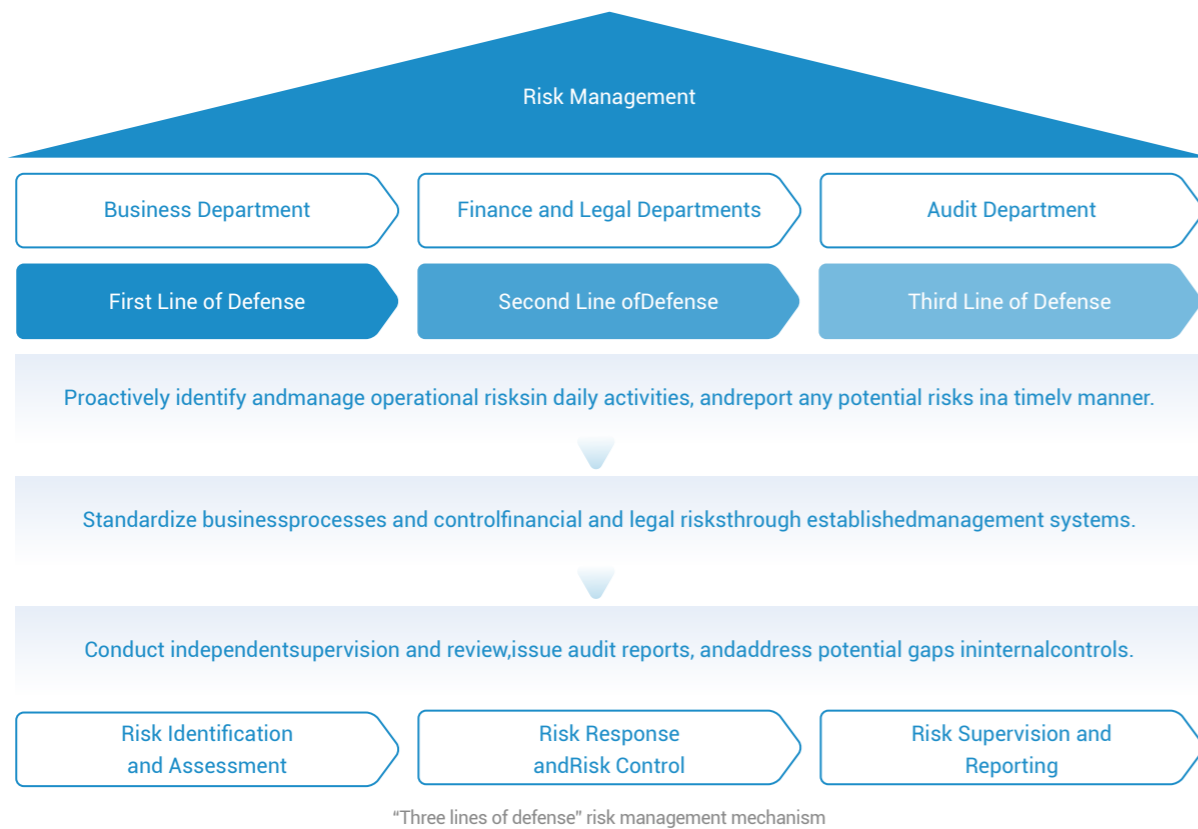 Risk Management
Business Department
Finance and Legal Departments
Audit Department
First Line of Defense
Second Line ofDefense
Third Line of Defense
Proactively identify andmanage operational risksin daily activities, andreport any potential risks ina timelv manner.
Standardize businessprocesses and controlfinancial and legal risksthrough establishedmanagement systems.
Conduct independentsupervision and review,issue audit reports, andaddress potential gaps ininternalcontrols.
Risk Identification
and Assessment
Risk Response
andRisk Control
Risk Supervision and
Reporting
“Three lines of defense” risk management mechanism